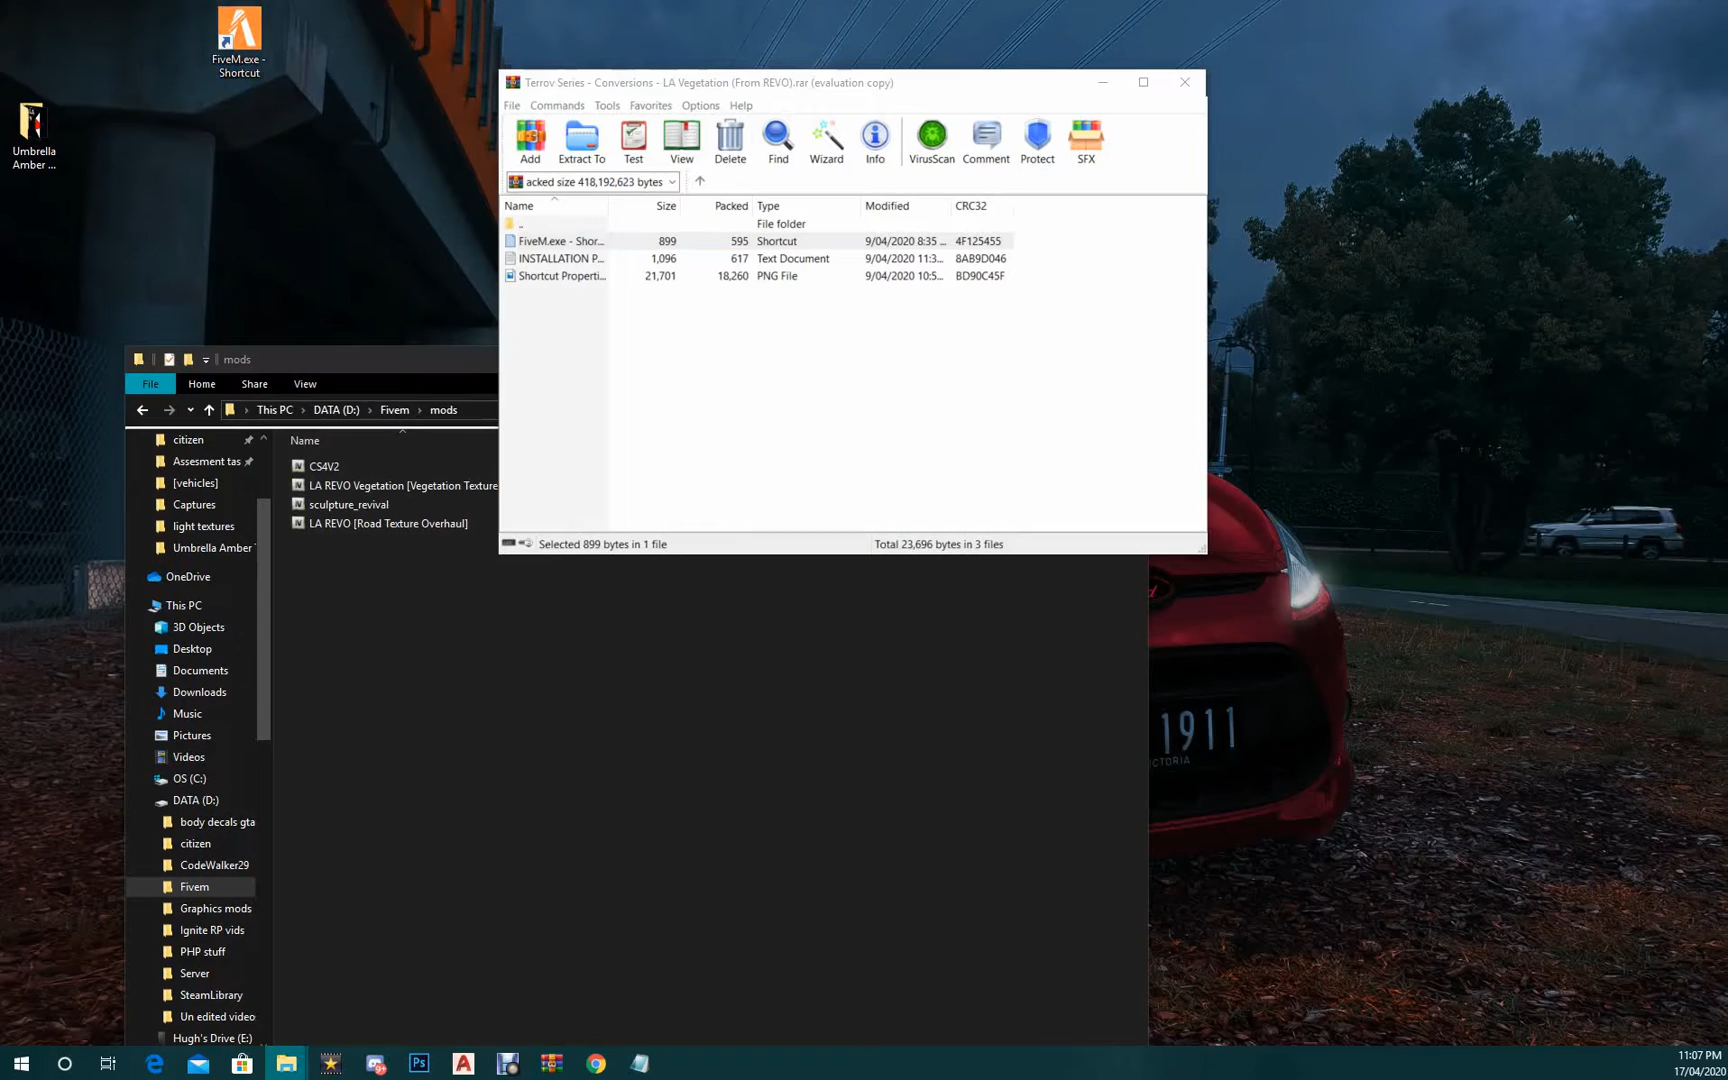 FiveM.exe -
Shortcut
Umbrella
Amber ...
Terrov Series - Conversions - LA Vegetation (From REVO).rar (evaluation copy)
File Commands Tools Favorites Options Help
Add Extract To Test View Delete Find Wizard Info VirusScan Comment Protect SFX
acked size 418,192,623 bytes
Name Size Packed Type Modified CRC32
.. File folder
FiveM.exe - Shor... 899 595 Shortcut 9/04/2020 8:35 ... 4F125455
INSTALLATION P... 1,096 617 Text Document 9/04/2020 11:3... 8AB9D046
Shortcut Properti... 21,701 18,260 PNG File 9/04/2020 10:5... BD90C45F
Selected 899 bytes in 1 file Total 23,696 bytes in 3 files
mods
File Home Share View
This PC DATA (D:) Fivem mods
Name
CS4V2
LA REVO Vegetation [Vegetation Texture
sculpture_revival
LA REVO [Road Texture Overhaul]
citizen
Assesment tas
[vehicles]
Captures
light textures
Umbrella Amber
OneDrive
This PC
3D Objects
Desktop
Documents
Downloads
Music
Pictures
Videos
OS (C:)
DATA (D:)
body decals gta
citizen
CodeWalker29
Fivem
Graphics mods
Ignite RP vids
PHP stuff
Server
SteamLibrary
Un edited video
Hugh's Drive (E:)
1911
ICTORIA
Ps
11:07 PM
17/04/2020